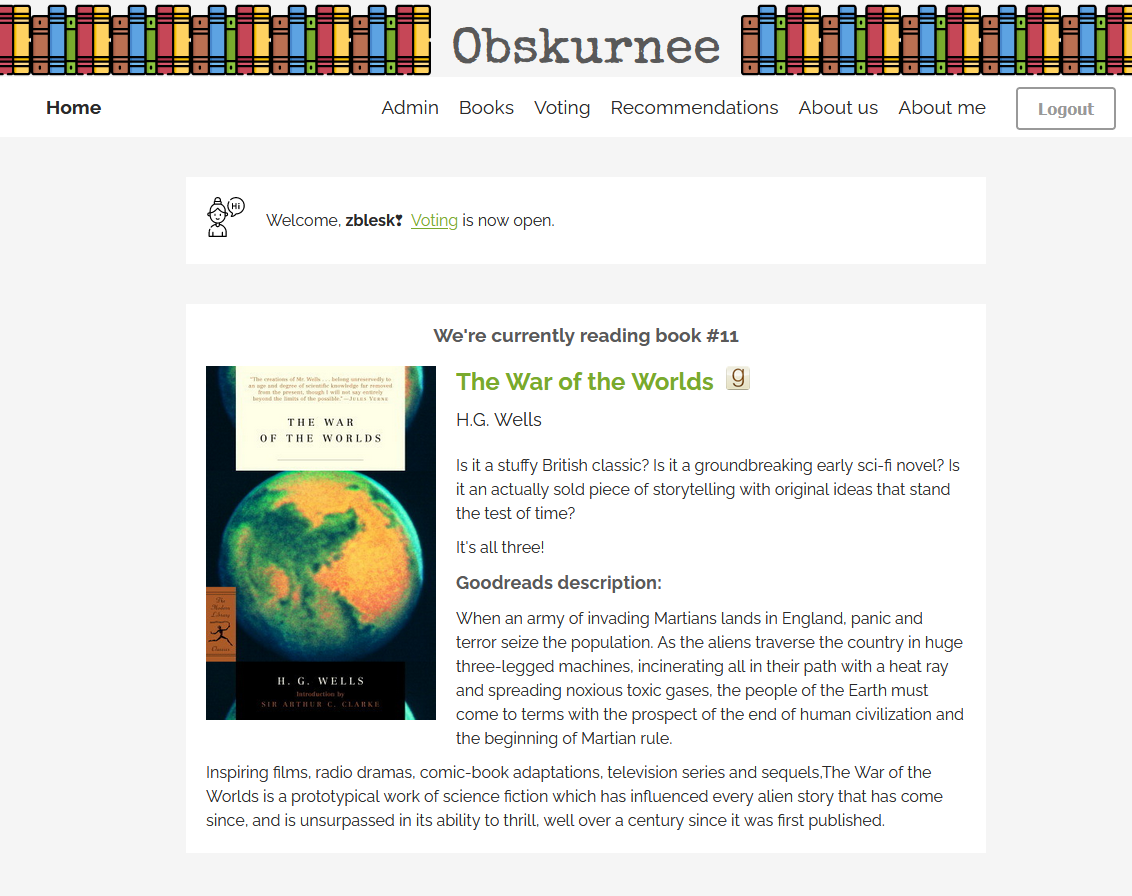 Obskurnee
Home Admin Books Voting Recommendations About us About me Logout
Hi
Welcome, zblesk❣ Voting is now open.
We're currently reading book #11
"The creations of Mr. Wells . . . belong unreservedly to
an age and degree of scientific knowledge far removed
from the present, though I will not say entirely
beyond the limits of the possible."—JULES VERNE
THE WAR
OF THE WORLDS
The
Modern
Library
Classics
H. G. WELLS
Introduction by
SIR ARTHUR C. CLARKE
The War of the Worlds g
H.G. Wells
Is it a stuffy British classic? Is it a groundbreaking early sci-fi novel? Is
it an actually sold piece of storytelling with original ideas that stand
the test of time?
It's all three!
Goodreads description:
When an army of invading Martians lands in England, panic and
terror seize the population. As the aliens traverse the country in huge
three-legged machines, incinerating all in their path with a heat ray
and spreading noxious toxic gases, the people of the Earth must
come to terms with the prospect of the end of human civilization and
the beginning of Martian rule.
Inspiring films, radio dramas, comic-book adaptations, television series and sequels,The War of the
Worlds is a prototypical work of science fiction which has influenced every alien story that has come
since, and is unsurpassed in its ability to thrill, well over a century since it was first published.